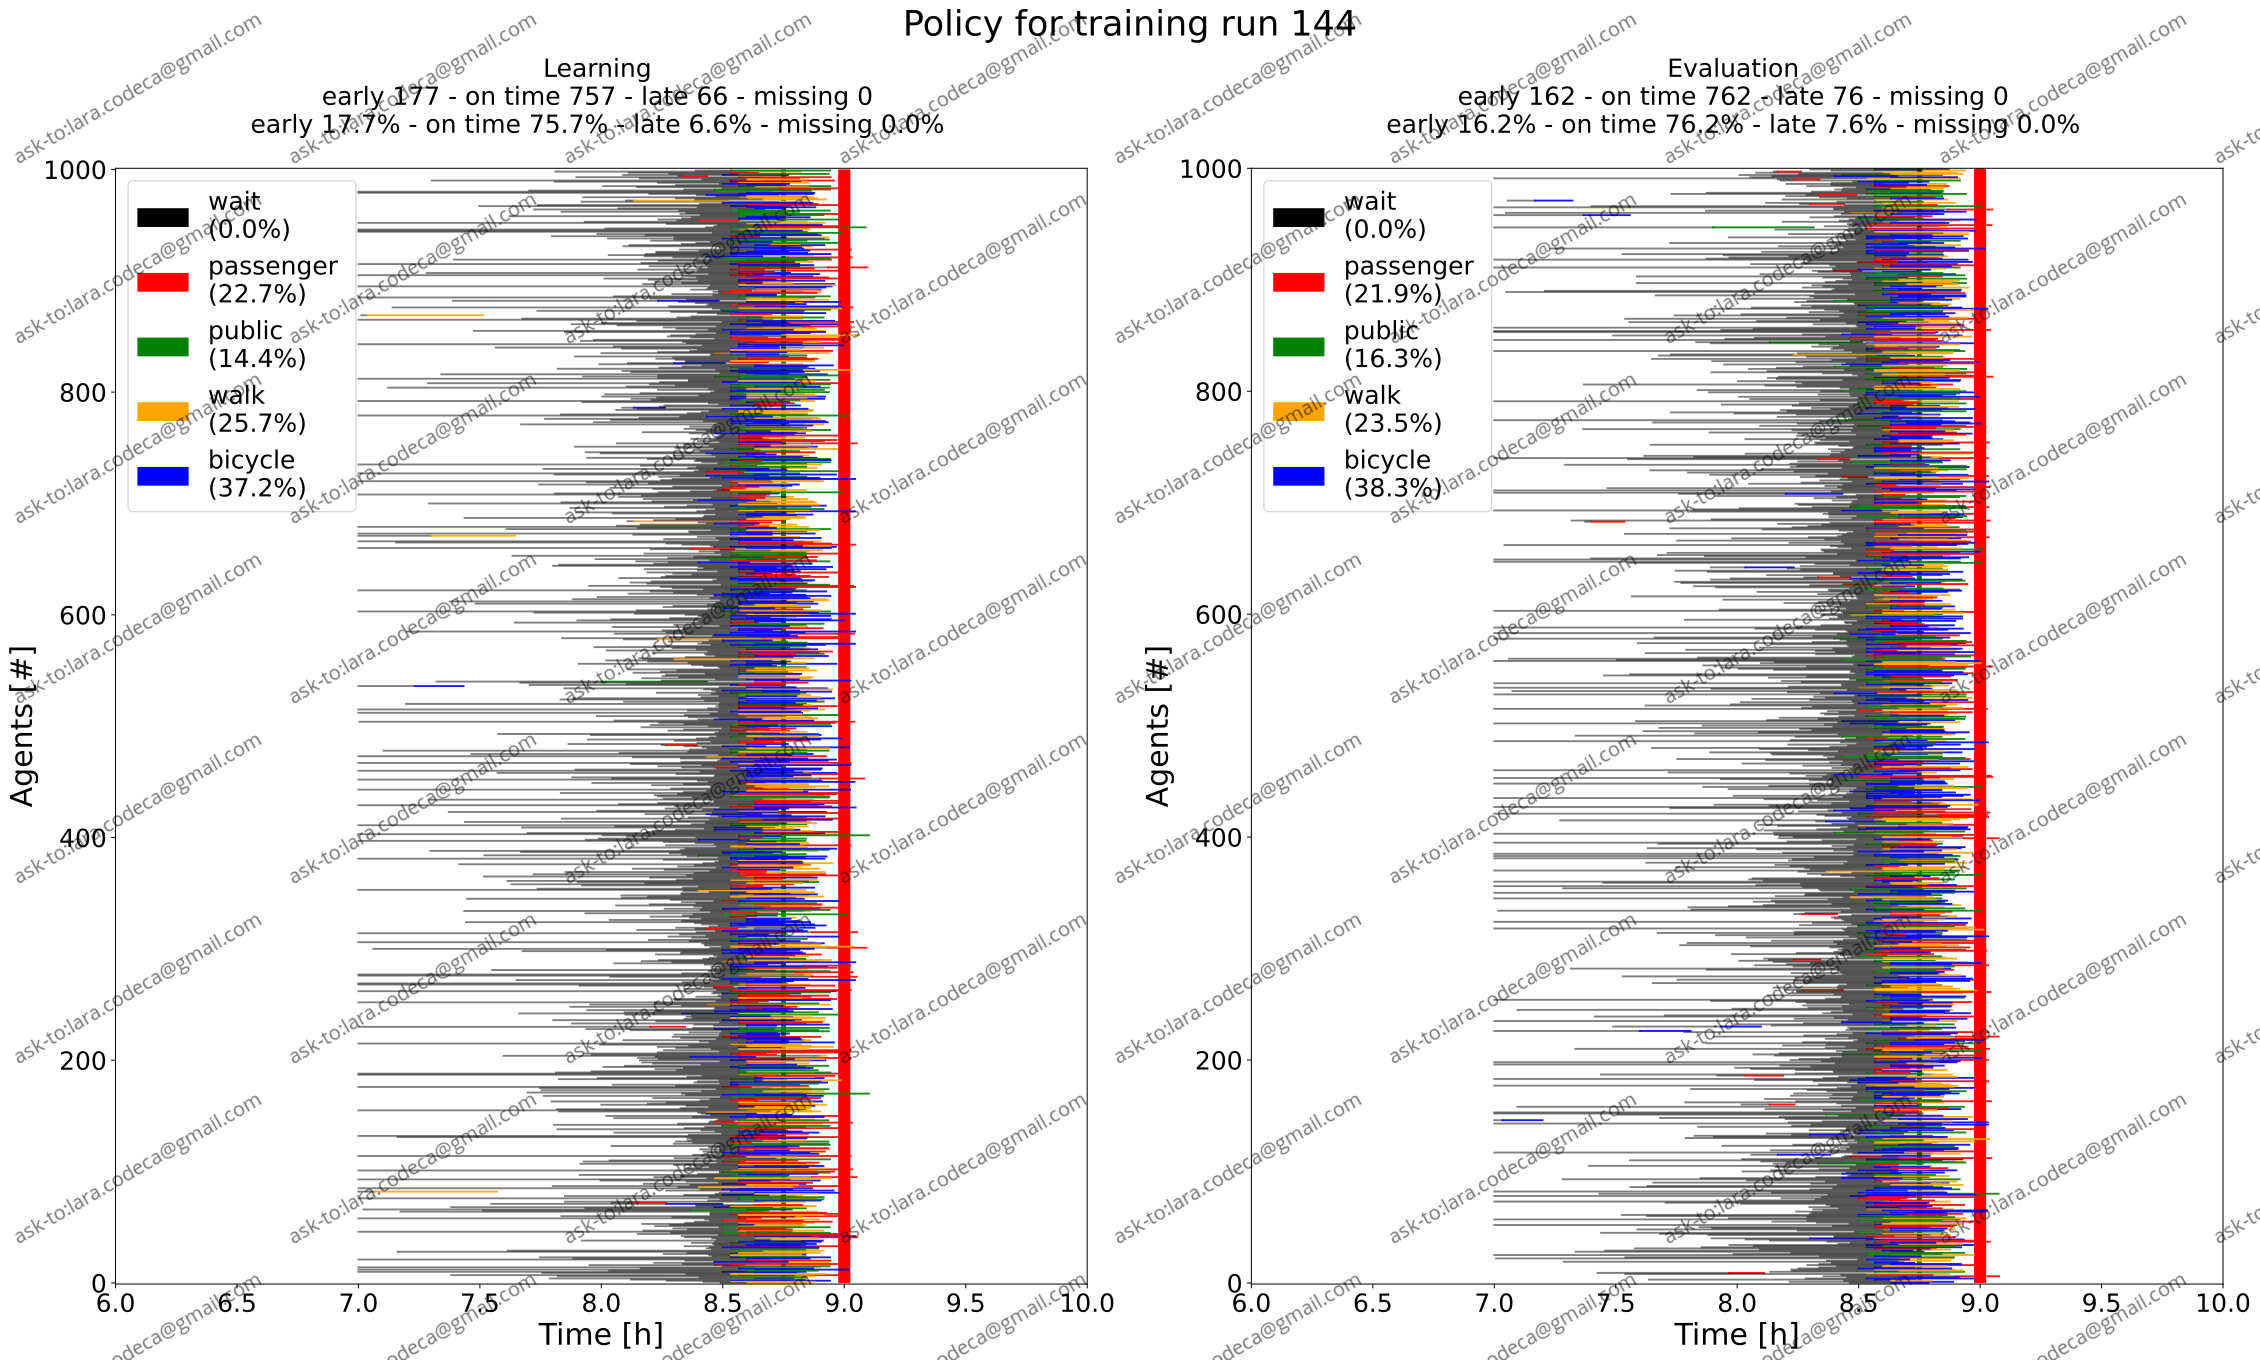 Policy for training run 144
Learning
early 177 - on time 757 - late 66 - missing 0
early 17.7% - on time 75.7% - late 6.6% - missing 0.0%
Evaluation
early 162 - on time 762 - late 76 - missing 0
early 16.2% - on time 76.2% - late 7.6% - missing 0.0%
1000
800
600
400
200
0
Agents [#]
wait
(0.0%)
passenger
(22.7%)
public
(14.4%)
walk
(25.7%)
bicycle
(37.2%)
6.0 6.5 7.0 7.5 8.0 8.5 9.0 9.5 10.0
Time [h]
1000
800
600
400
200
0
Agents [#]
wait
(0.0%)
passenger
(21.9%)
public
(16.3%)
walk
(23.5%)
bicycle
(38.3%)
6.0 6.5 7.0 7.5 8.0 8.5 9.0 9.5 10.0
Time [h]
ask-to:lara.codeca@gmail.com